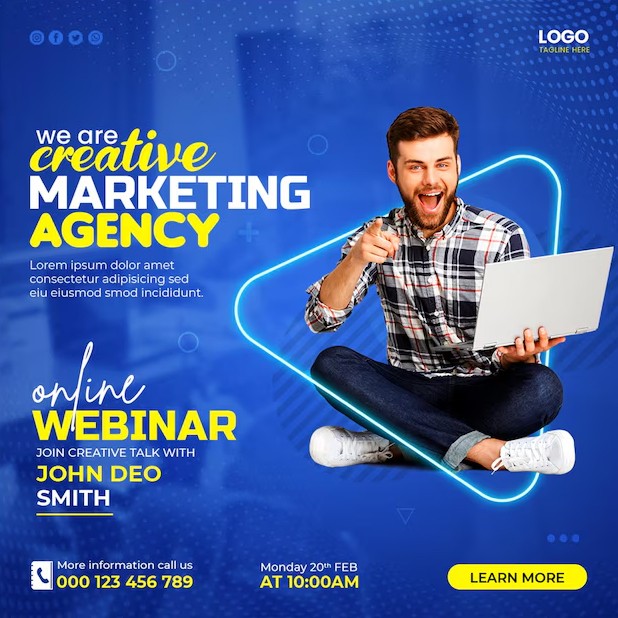 LOGO
TAGLINE HERE
we are
creative
MARKETING
AGENCY
Lorem ipsum dolor amet
consectetur adipiscing sed
eiu eiusmod smod incididunt.
online
WEBINAR
JOIN CREATIVE TALK WITH
JOHN DEO
SMITH
More information call us
000 123 456 789
Monday 20th FEB
AT 10:00AM
LEARN MORE